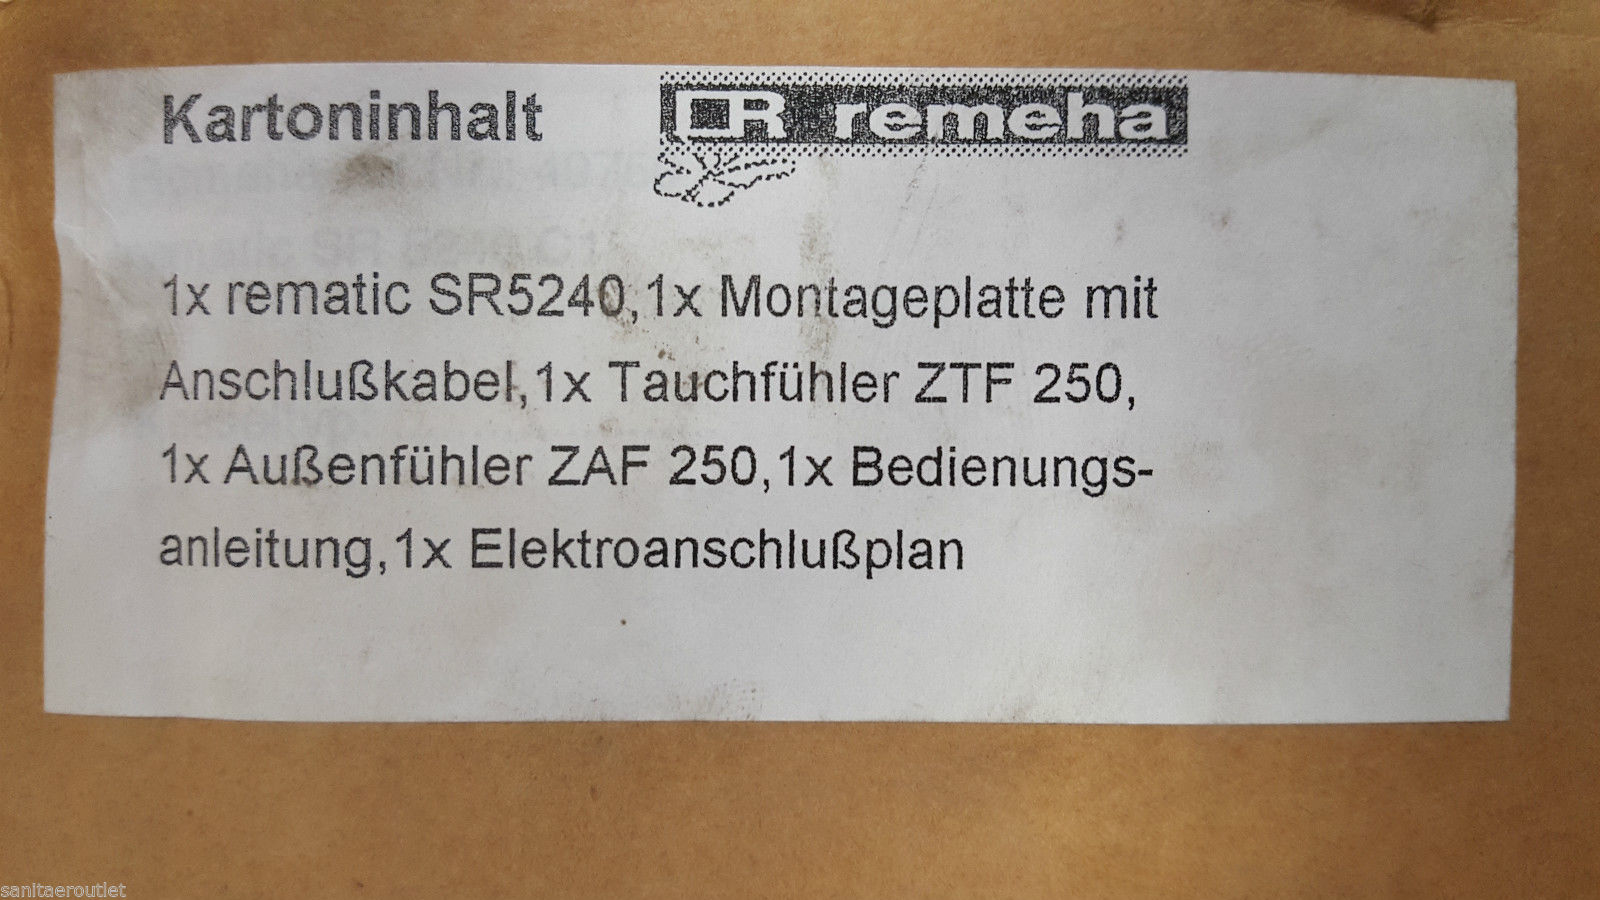 Kartoninhalt
remeha
1x rematic SR5240,1x Montageplatte mit
Anschlußkabel,1x Tauchfühler ZTF 250,
1x Außenfühler ZAF 250,1x Bedienungs-
anleitung,1x Elektroanschlußplan
sanitaeroutlet